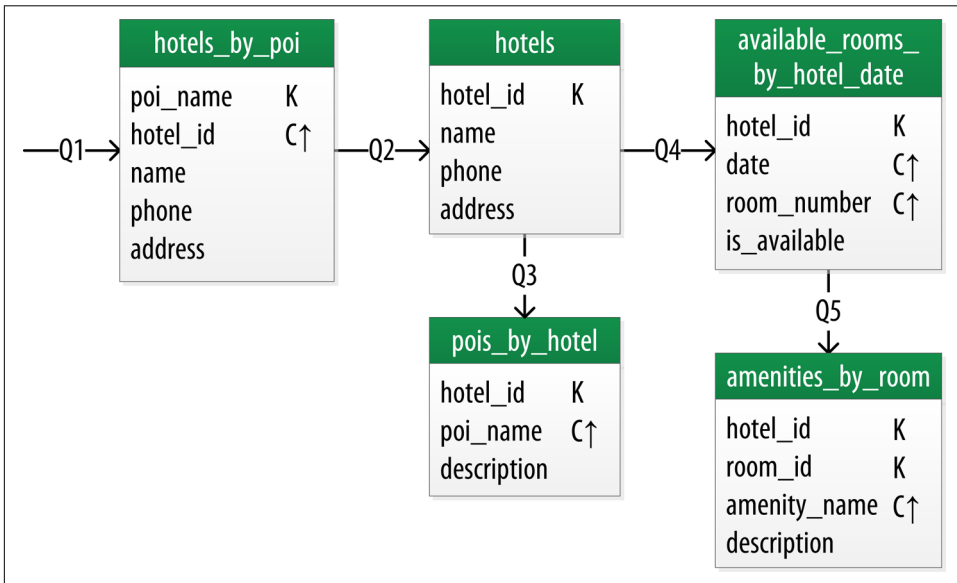 hotels_by_poi
poi_name K
hotel_id C↑
name
phone
address
Q1
Q2
hotels
hotel_id K
name
phone
address
Q3
Q4
pois_by_hotel
hotel_id K
poi_name C↑
description
available_rooms_
by_hotel_date
hotel_id K
date C↑
room_number C↑
is_available
Q5
amenities_by_room
hotel_id K
room_id K
amenity_name C↑
description